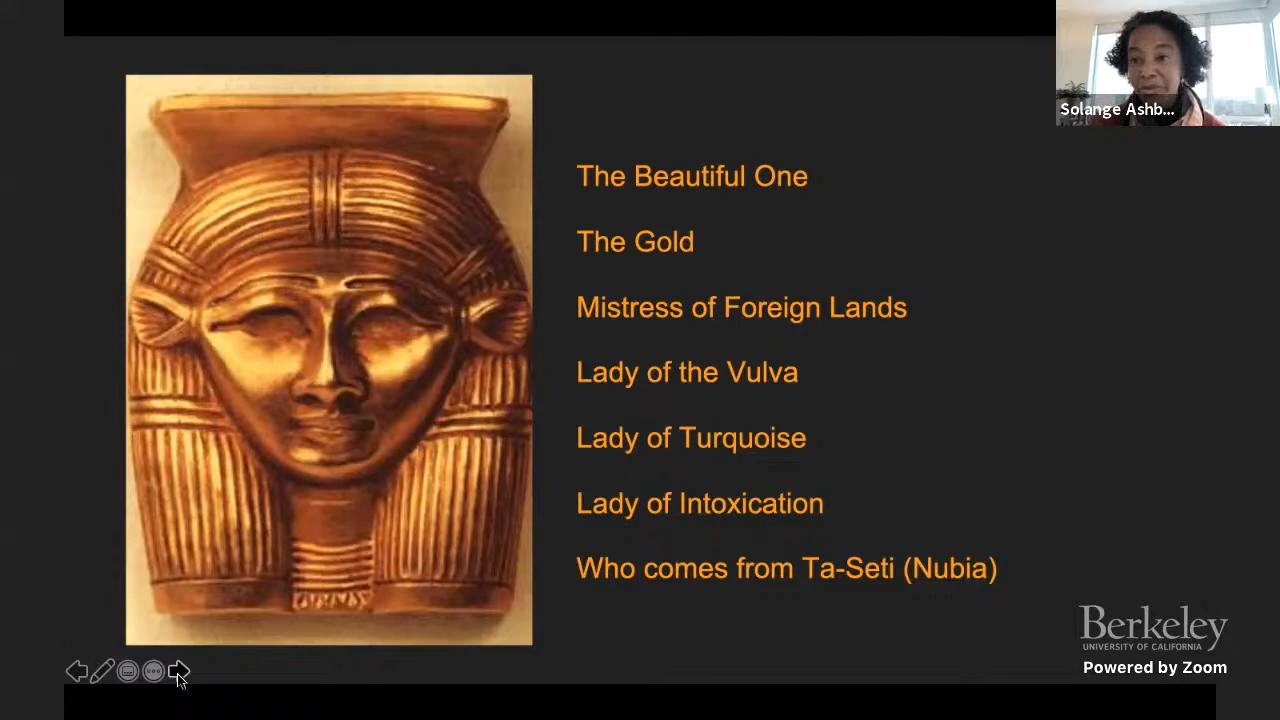 Solange Ashb...
The Beautiful One
The Gold
Mistress of Foreign Lands
Lady of the Vulva
Lady of Turquoise
Lady of Intoxication
Who comes from Ta-Seti (Nubia)
Berkeley
UNIVERSITY OF CALIFORNIA
Powered by Zoom